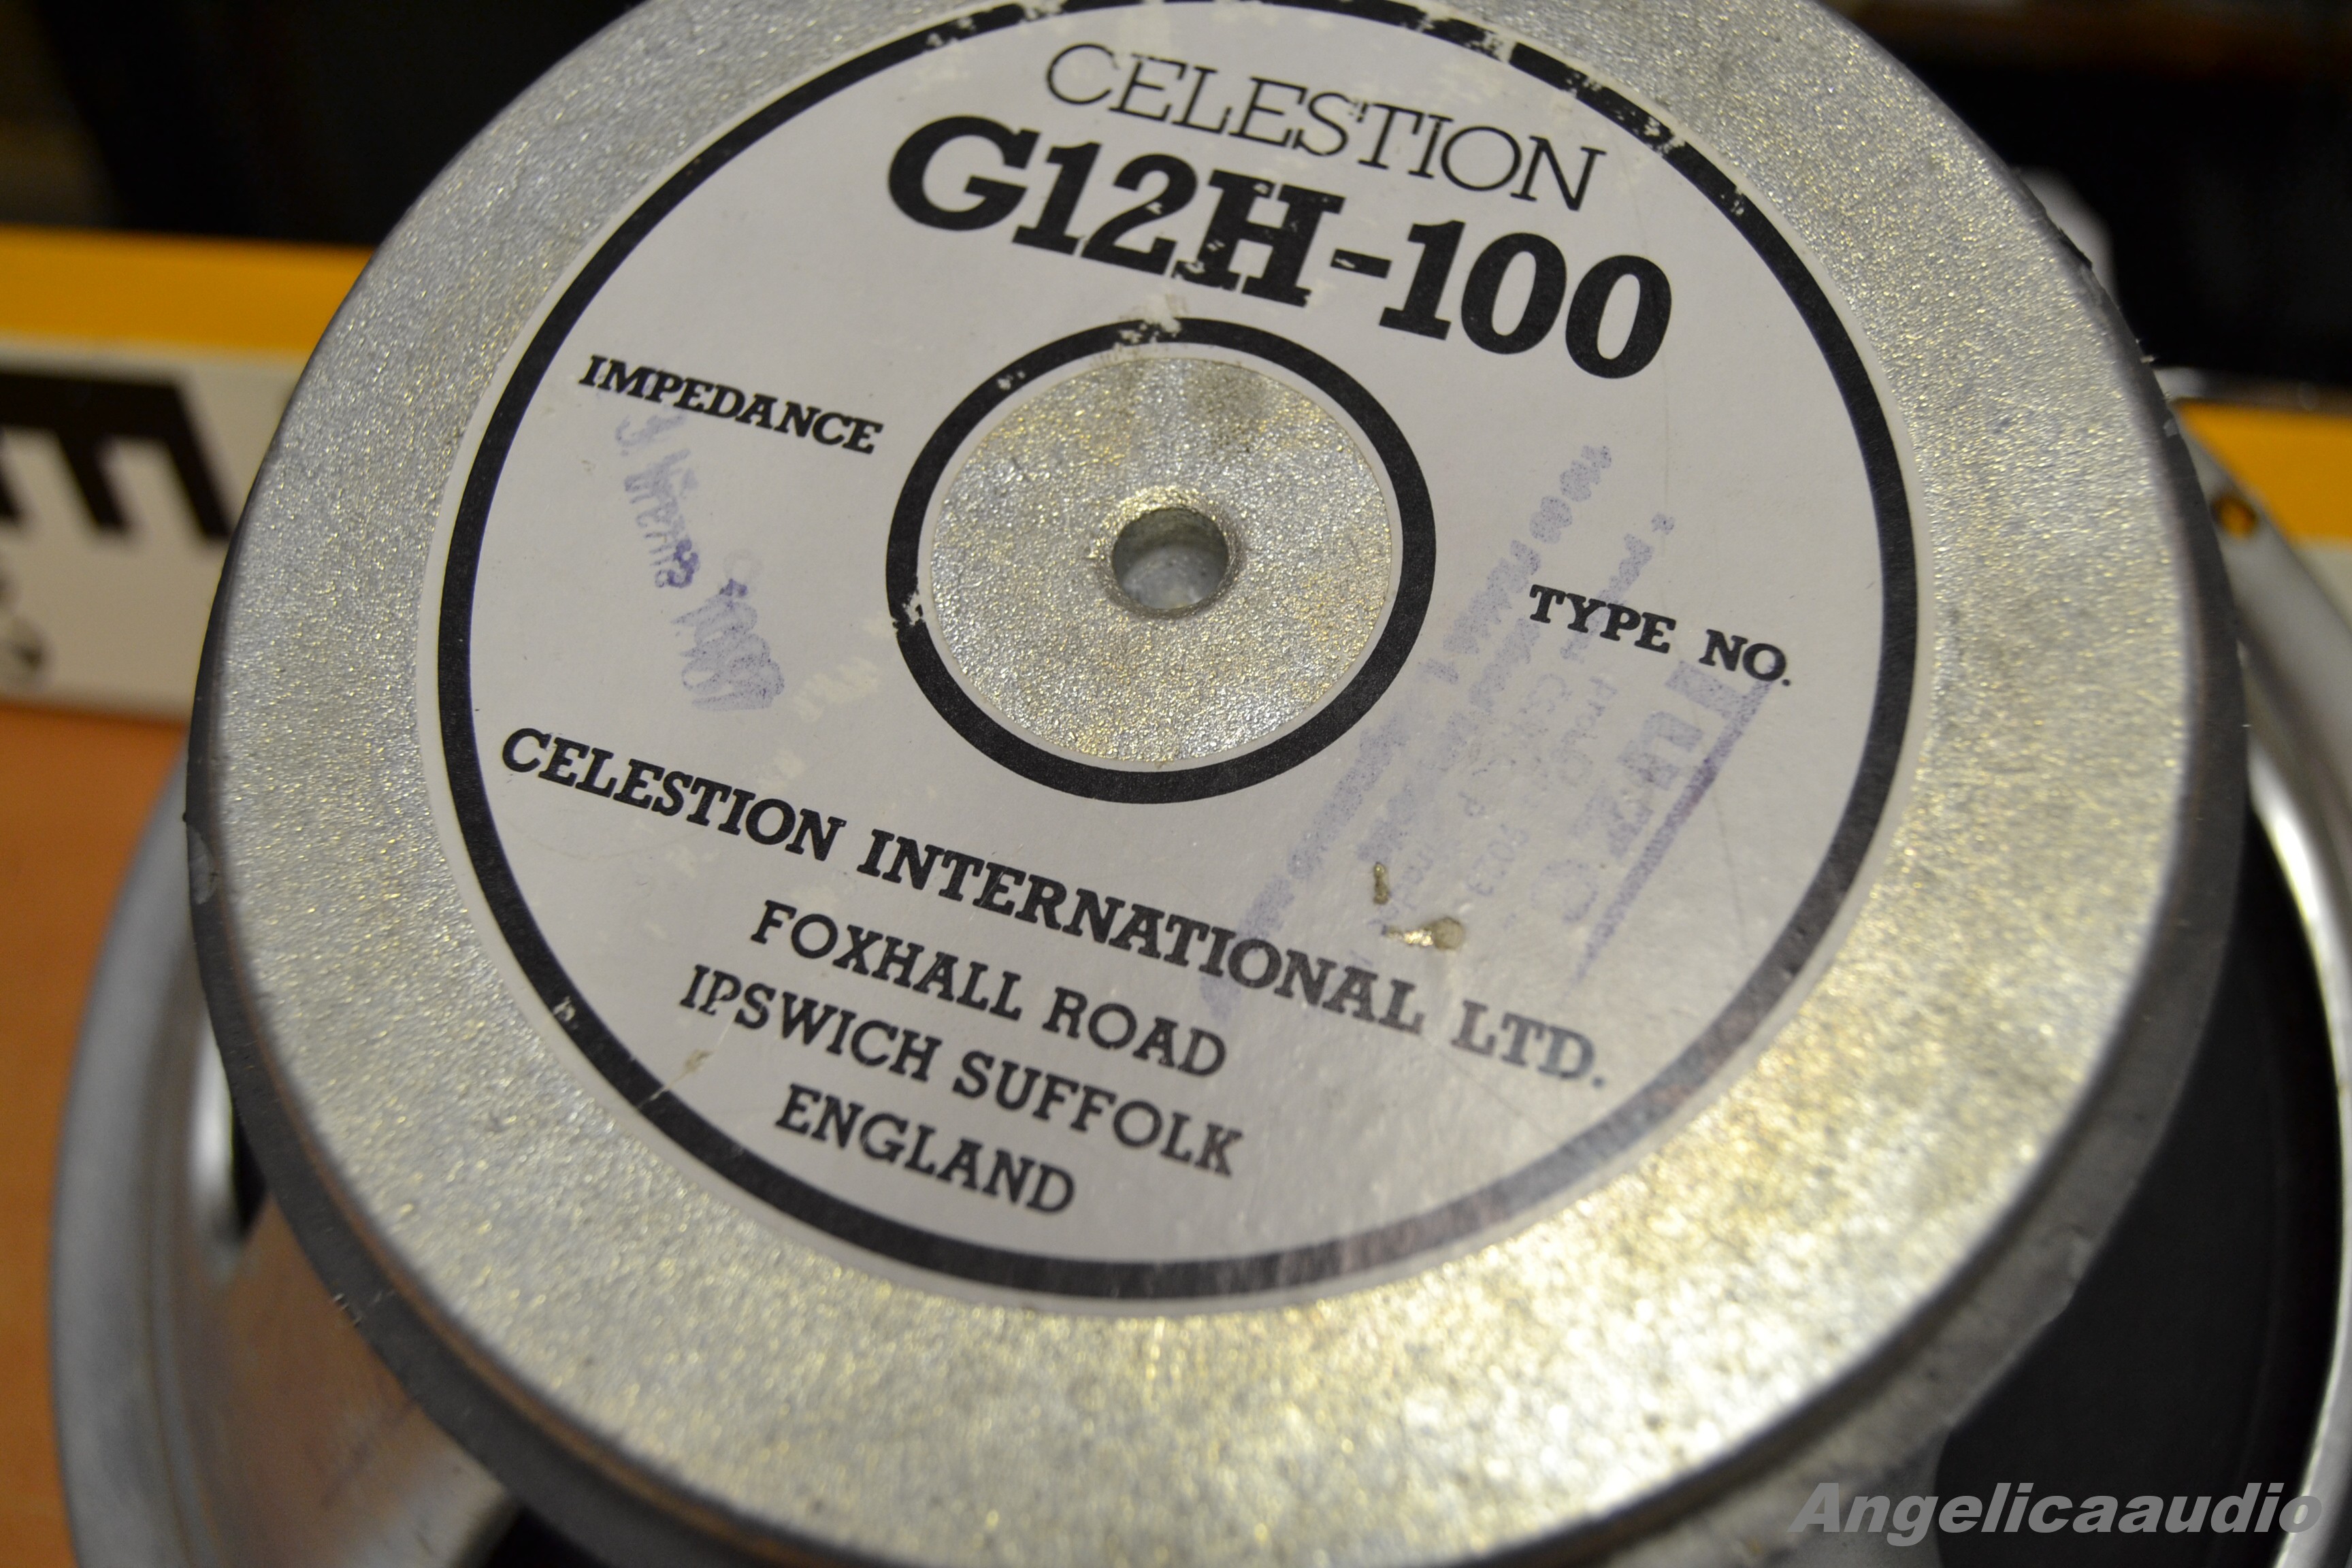 CELESTION
G12H-100
IMPEDANCE
TYPE NO.
CELESTION INTERNATIONAL LTD.
FOXHALL ROAD
IPSWICH SUFFOLK
ENGLAND
Angelicaaudio